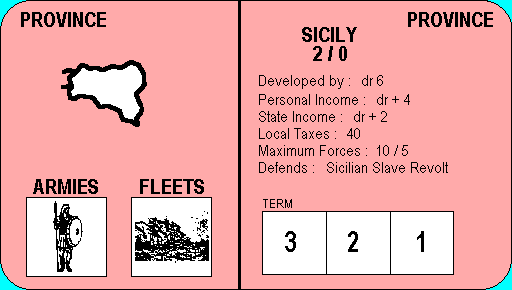 PROVINCE
ARMIES FLEETS
PROVINCE
SICILY
2 / 0
Developed by : dr 6
Personal Income : dr + 4
State Income : dr + 2
Local Taxes : 40
Maximum Forces : 10 / 5
Defends : Sicilian Slave Revolt
TERM
3 2 1